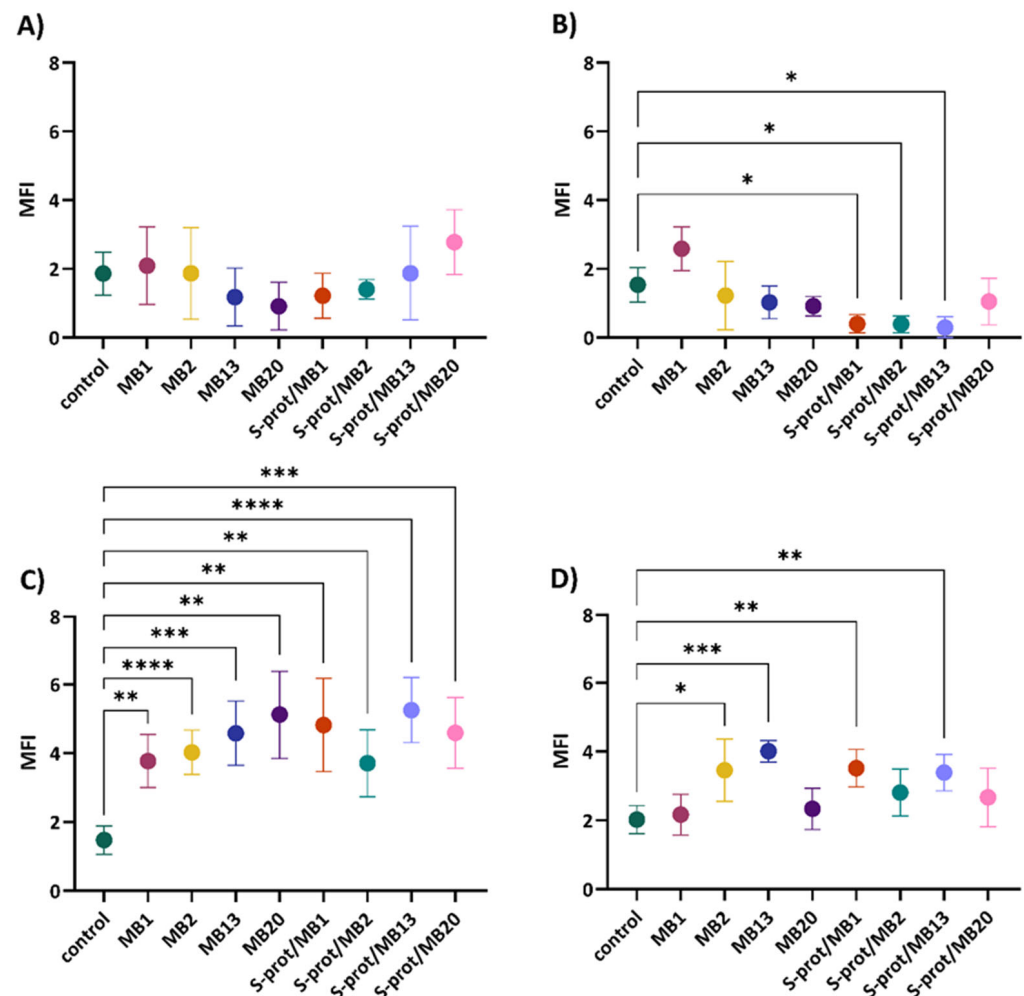 A)
8
6
4
2
0
MFI
control
MB1
MB2
MB13
MB20
S-prot/MB1
S-prot/MB2
S-prot/MB13
S-prot/MB20
B)
8
6
4
2
0
MFI
*
*
*
control
MB1
MB2
MB13
MB20
S-prot/MB1
S-prot/MB2
S-prot/MB13
S-prot/MB20
C)
***
****
**
**
**
***
****
**
8
6
4
2
0
MFI
control
MB1
MB2
MB13
MB20
S-prot/MB1
S-prot/MB2
S-prot/MB13
S-prot/MB20
D)
**
**
***
*
8
6
4
2
0
MFI
control
MB1
MB2
MB13
MB20
S-prot/MB1
S-prot/MB2
S-prot/MB13
S-prot/MB20